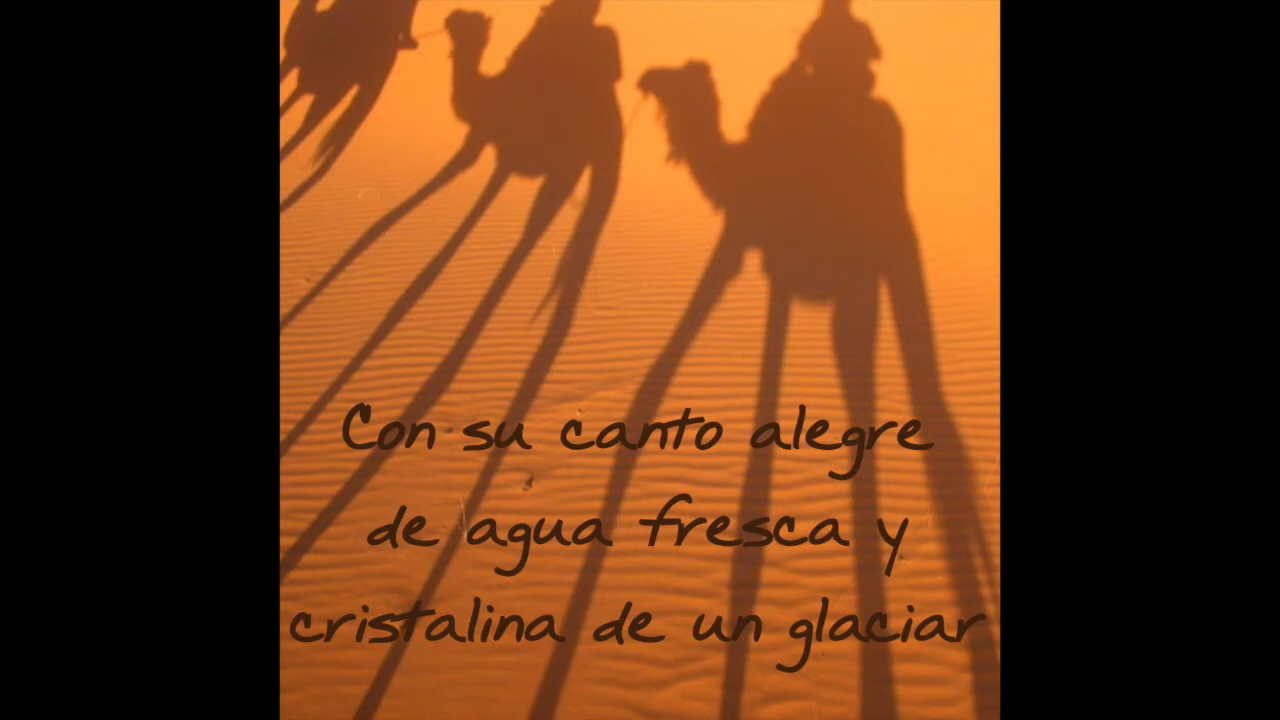 Con su canto alegre
de agua fresca y
cristalina de un glaciar